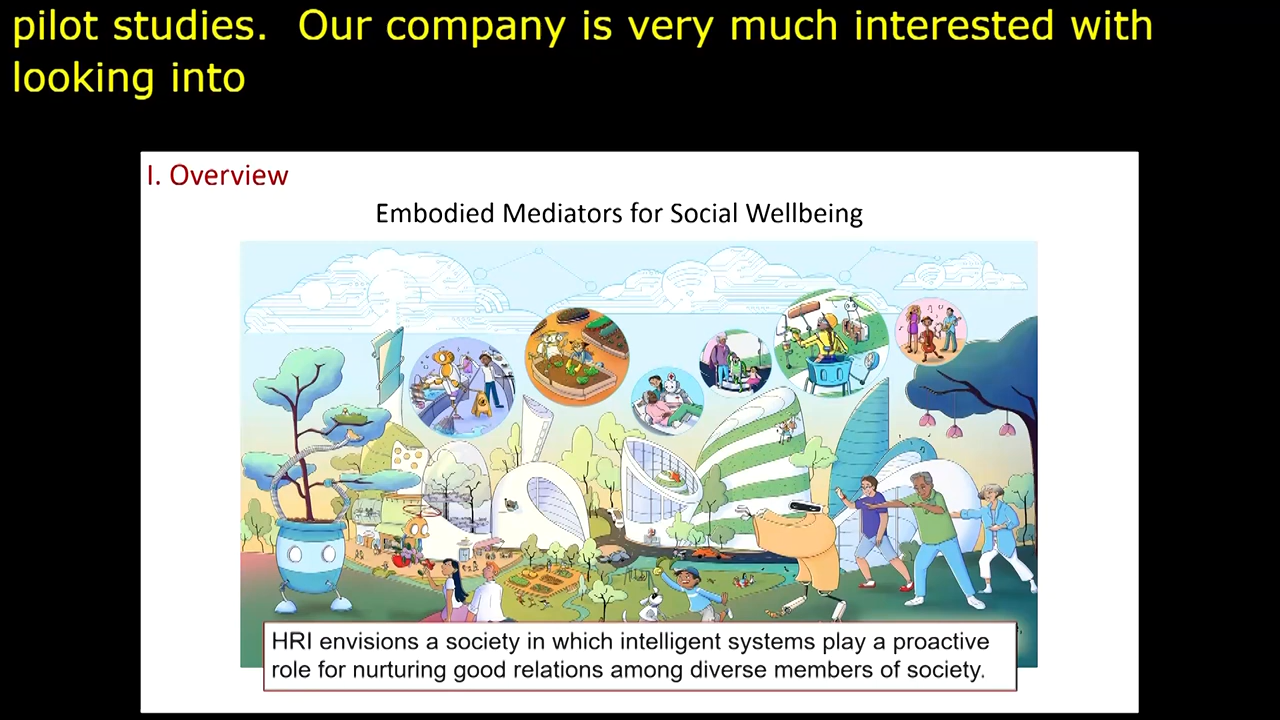 pilot studies.  Our company is very much interested with
looking into
I. Overview
Embodied Mediators for Social Wellbeing
HRI envisions a society in which intelligent systems play a proactive
role for nurturing good relations among diverse members of society.